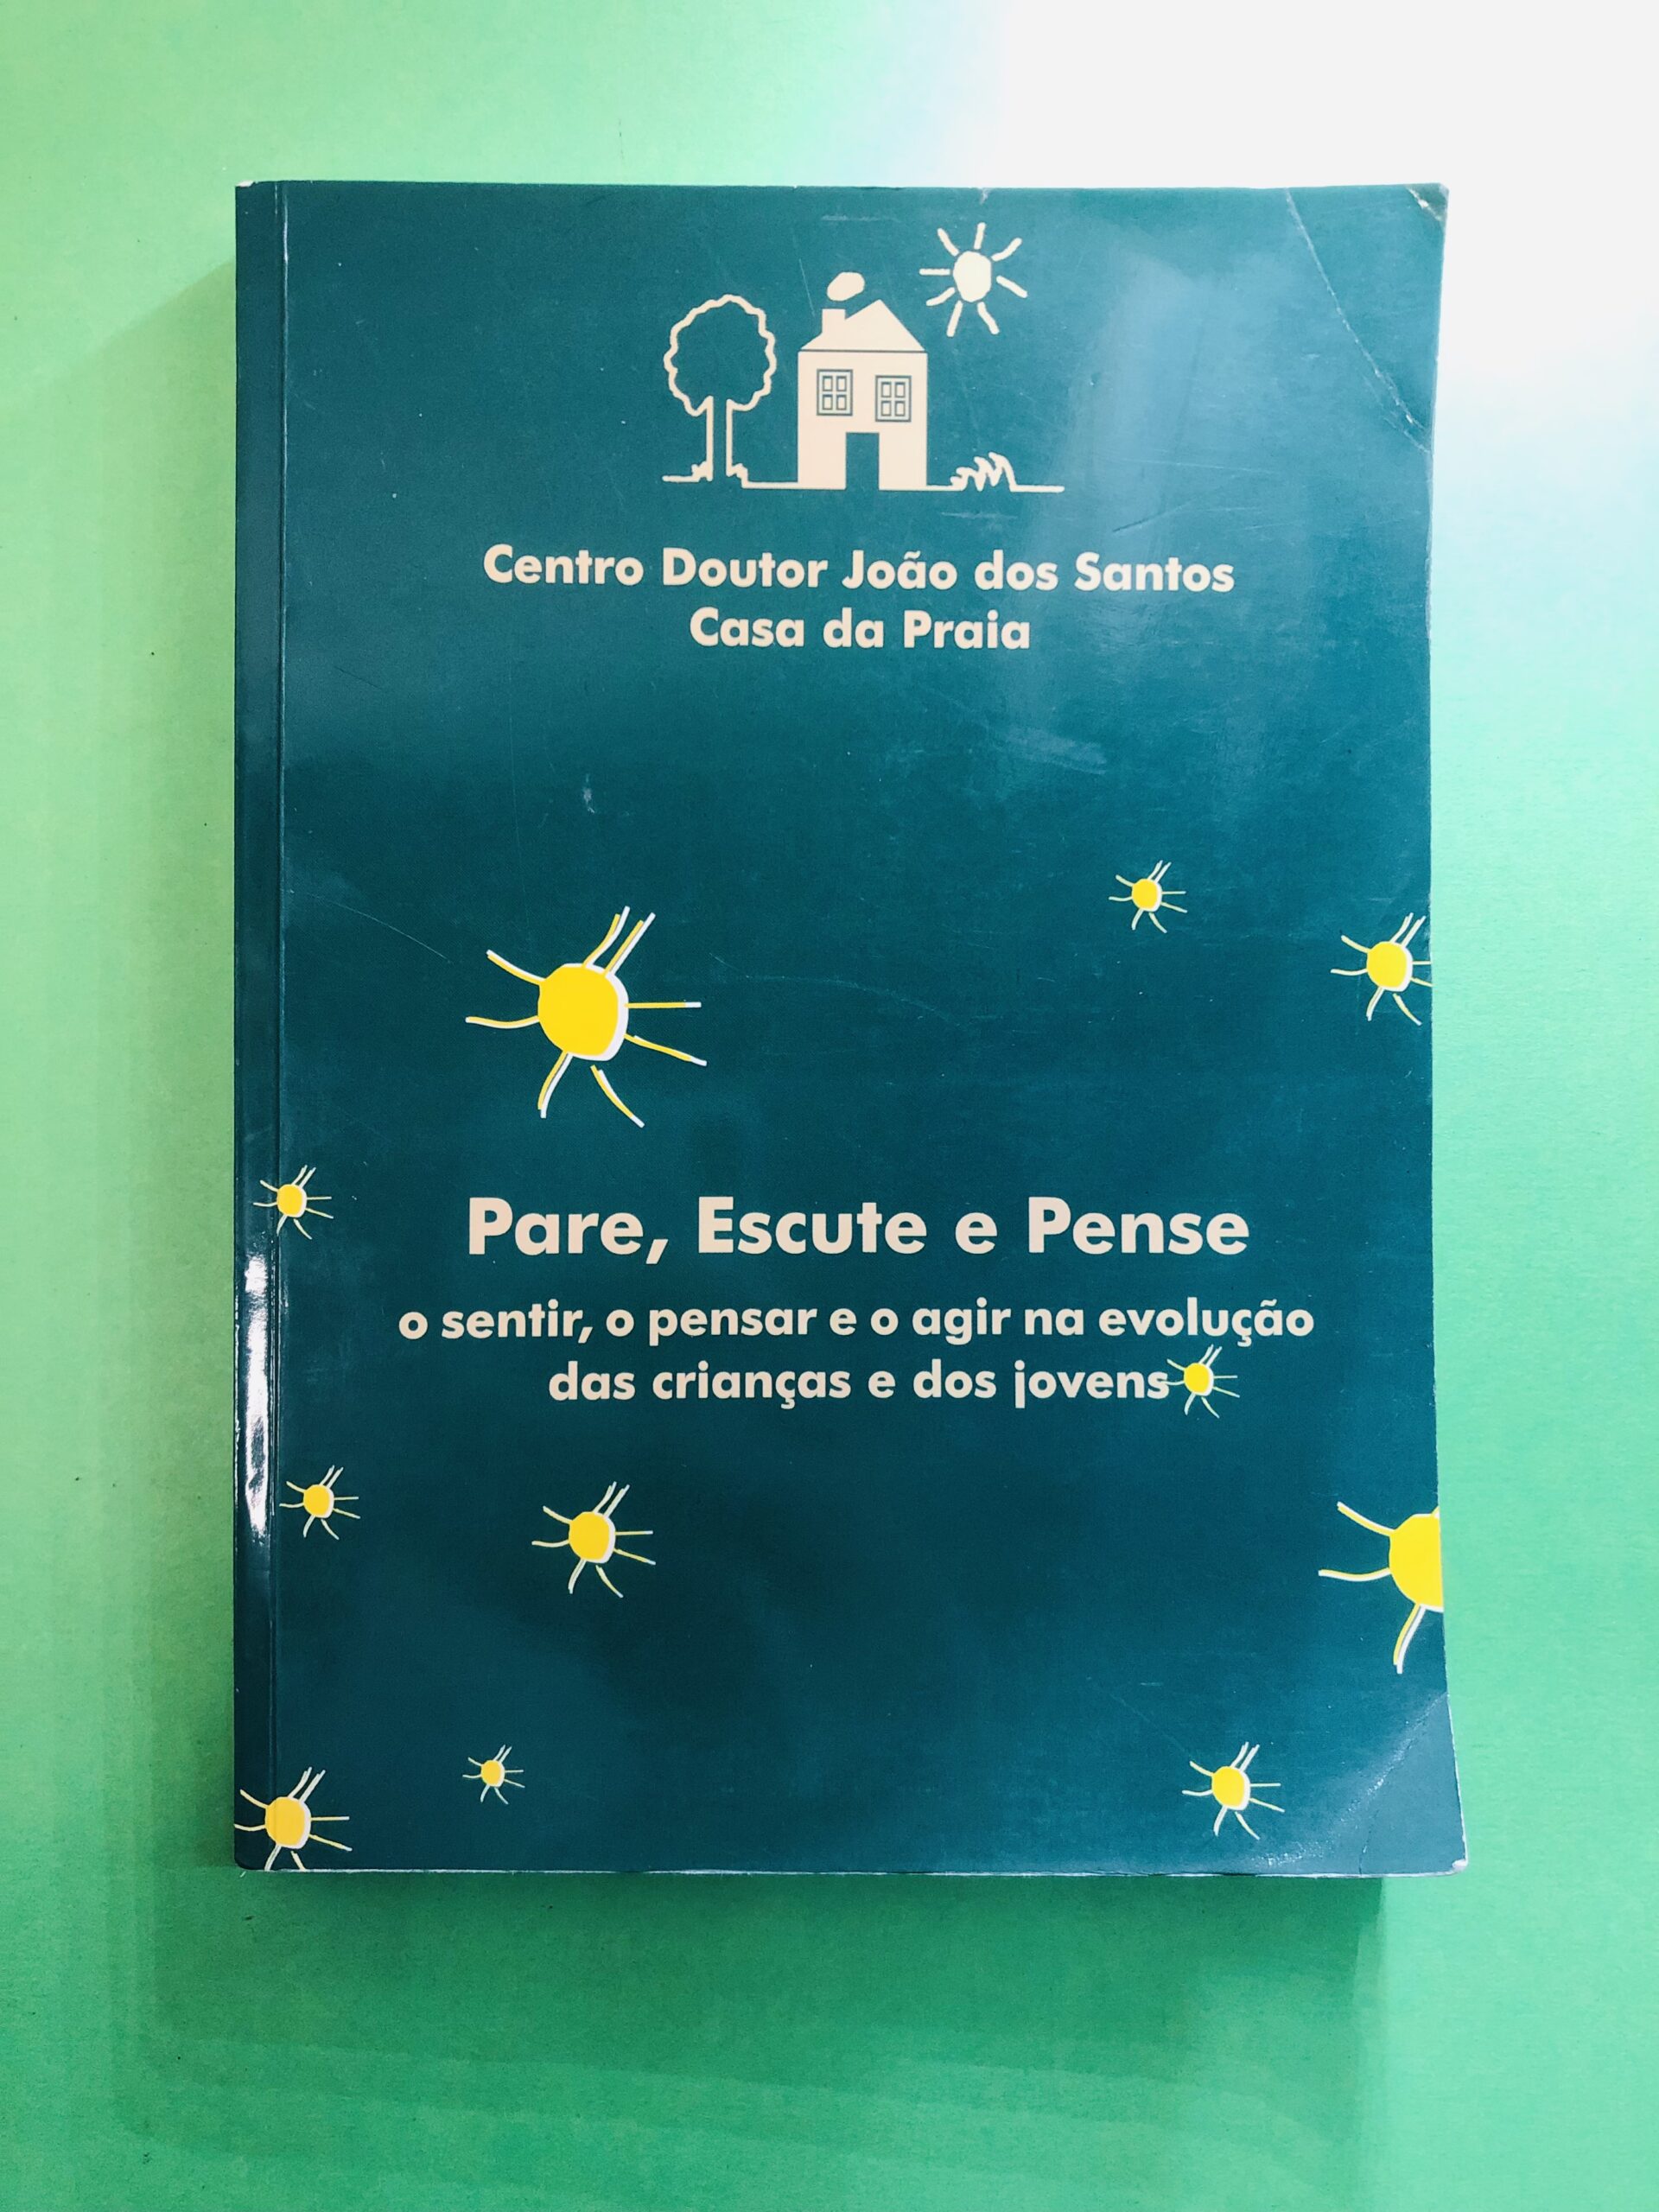 Centro Doutor João dos Santos
Casa da Praia
Pare, Escute e Pense
o sentir, o pensar e o agir na evolução
das crianças e dos jovens